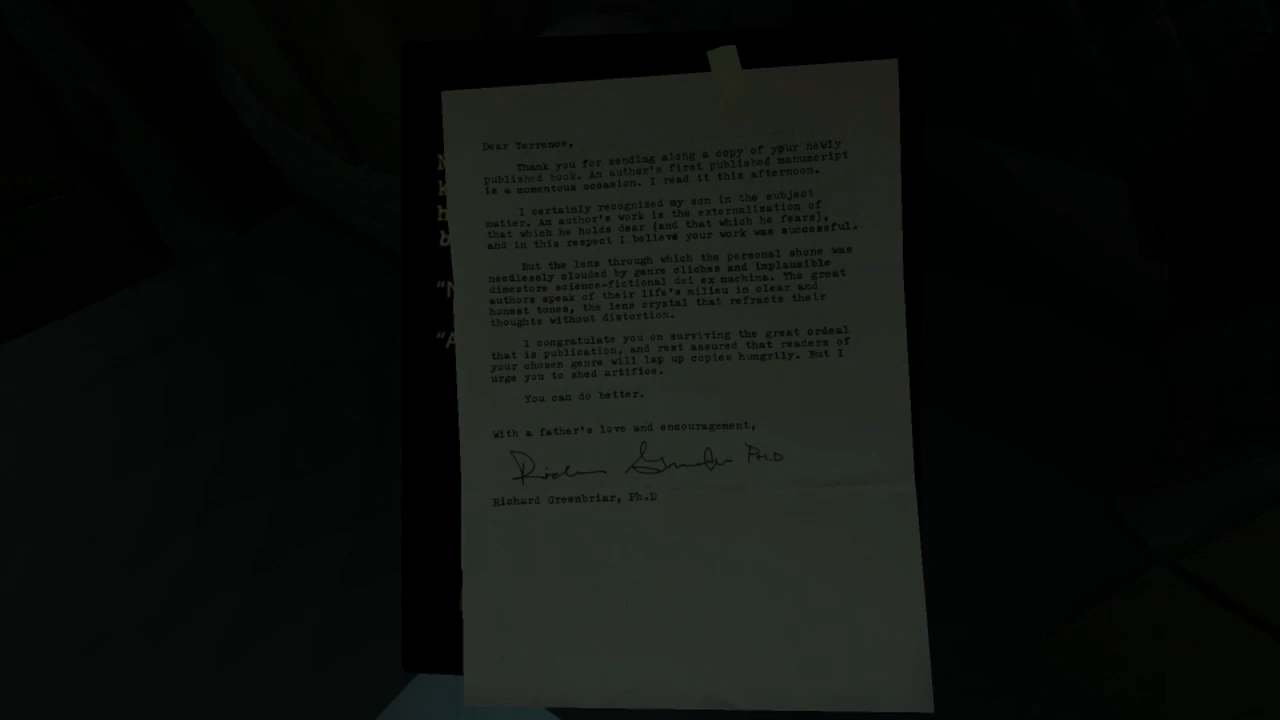 Dear Terrence,
Thank you for sending along a copy of your newly
published book. An author's first published manuscript
is a momentous occasion. I read it this afternoon.
I certainly recognized my son in the subject
matter. An author's work is the externalization of
that which he holds dear (and that which he fears),
and in this respect I believe your work was successful.
But the lens through which the personal shone was
needlessly clouded by genre cliches and implausible
dimestore science-fictional dei ex machina. The great
authors speak of their life's milieu in clear and
honest tones, the lens crystal that refracts their
thoughts without distortion.
I congratulate you on surviving the great ordeal
that is publication, and rest assured that readers of
your chosen genre will lap up copies hungrily. But I
urge you to shed artifice.
You can do better.
With a father's love and encouragement,
Richard Greenbriar PH.D
Richard Greenbriar, Ph.D